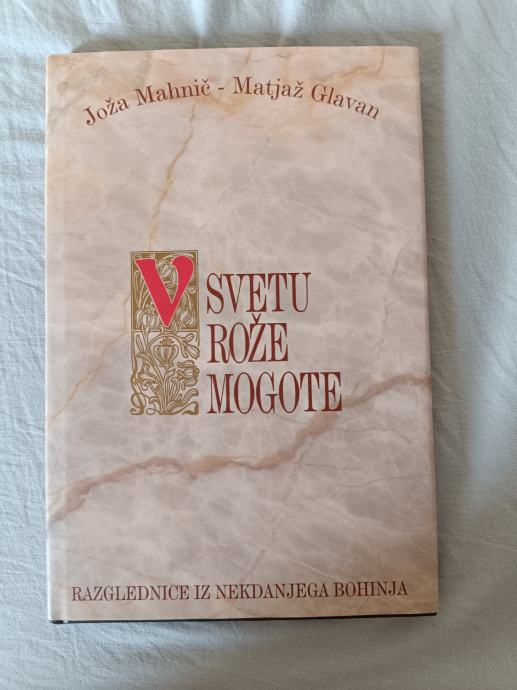 Joža Mahnič - Matjaž Glavan
V SVETU
ROŽE
MOGOTE
RAZGLEDNICE IZ NEKDANJEGA BOHINJA